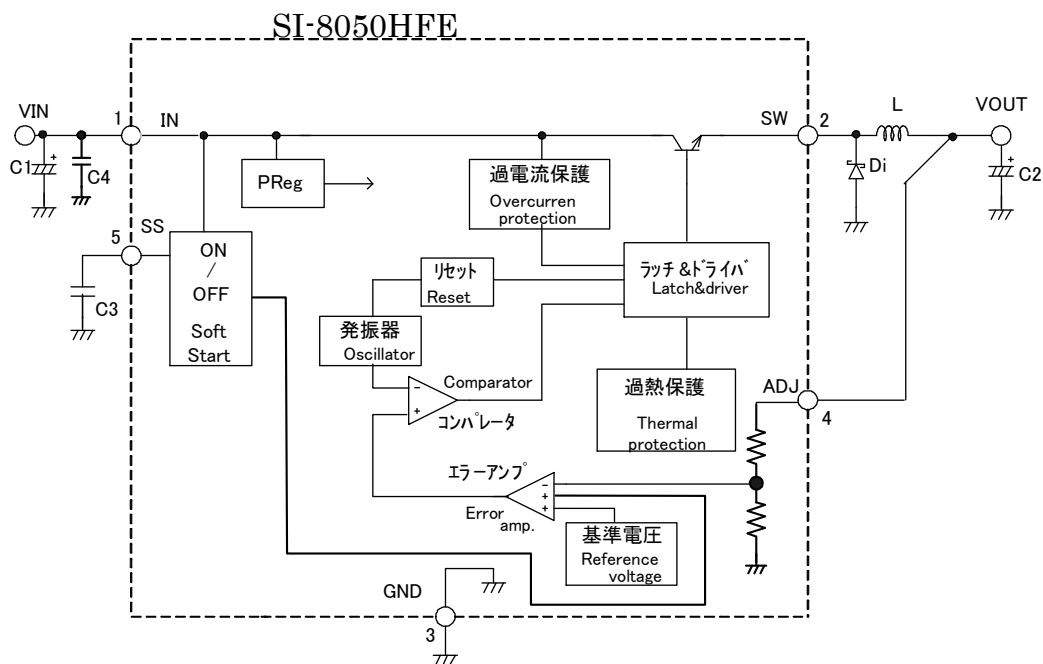 SI-8050HFE
VIN
1
IN
SW
2
L
VOUT
C1
+
C4
PReg
過電流保護
Overcurren
protection
Di
+
C2
5
SS
ON
/
OFF
Soft
Start
C3
リセット
Reset
ラッチ&ドライバ
Latch&driver
発振器
Oscillator
-
+
Comparator
コンパレータ
過熱保護
Thermal
protection
ADJ
4
エラーアンプ
Error
amp.
-
+
+
基準電圧
Reference
voltage
GND
3